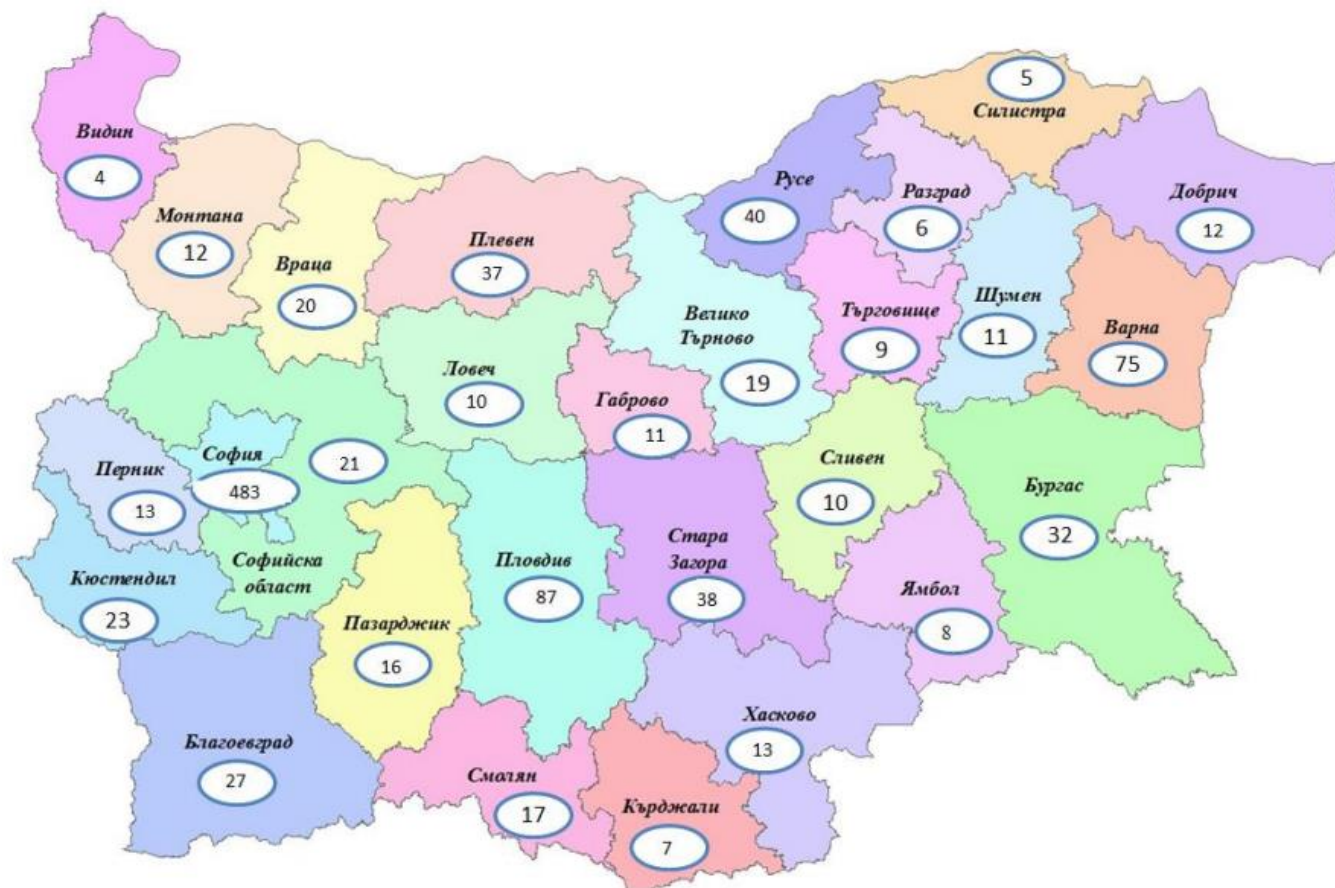 5
Силистра
Видин
4
Русе
40
Разград
6
Добрич
12
Монтана
12
Плевен
37
Враца
20
Велико
Търново
19
Търговище
9
Шумен
11
Варна
75
Ловеч
10
Габрово
11
София
483
21
Перник
13
Сливен
10
Бургас
32
Софийска
област
Кюстендил
23
Пловдив
87
Стара
Загора
38
Ямбол
8
Пазарджик
16
Хасково
13
Благоевград
27
Смолян
17
Кърджали
7